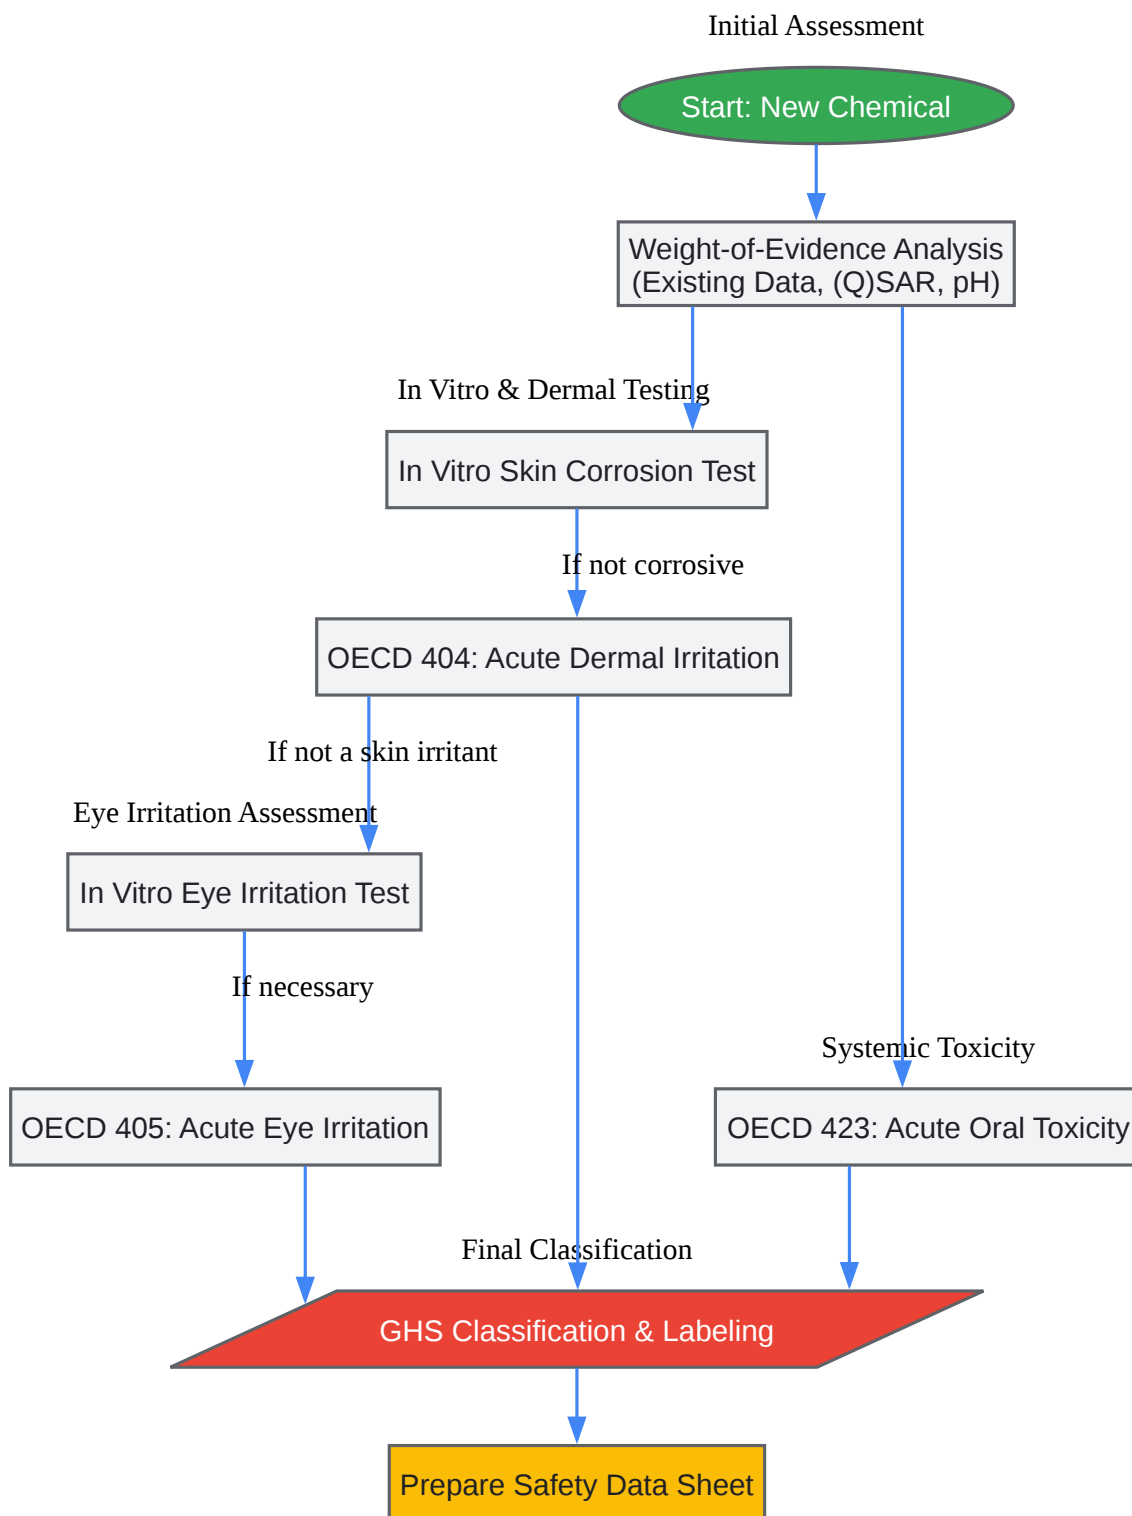 Initial Assessment
Start: New Chemical
Weight-of-Evidence Analysis
(Existing Data, (Q)SAR, pH)
In Vitro & Dermal Testing
In Vitro Skin Corrosion Test
If not corrosive
OECD 404: Acute Dermal Irritation
If not a skin irritant
Eye Irritation Assessment
In Vitro Eye Irritation Test
If necessary
Systemic Toxicity
OECD 405: Acute Eye Irritation
OECD 423: Acute Oral Toxicity
Final Classification
GHS Classification & Labeling
Prepare Safety Data Sheet